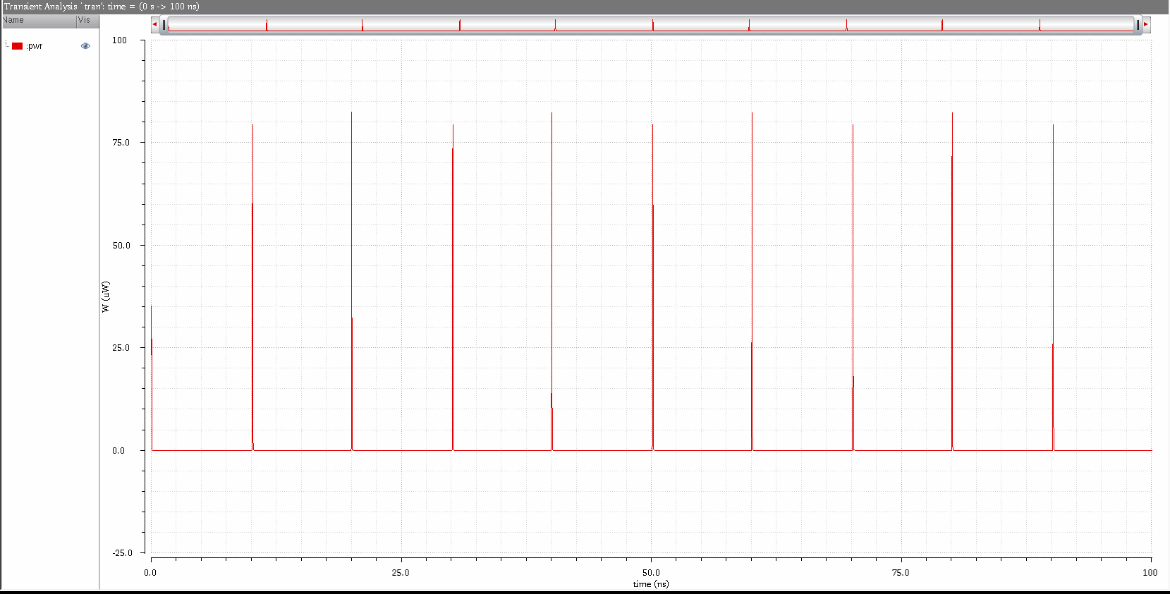 Transient Analysis `tran': time = (0 s -> 100 ns)
Name Vis
:pwr
100
75.0
50.0
25.0
0.0
-25.0
W (uW)
0.0 25.0 50.0 75.0 100
time (ns)